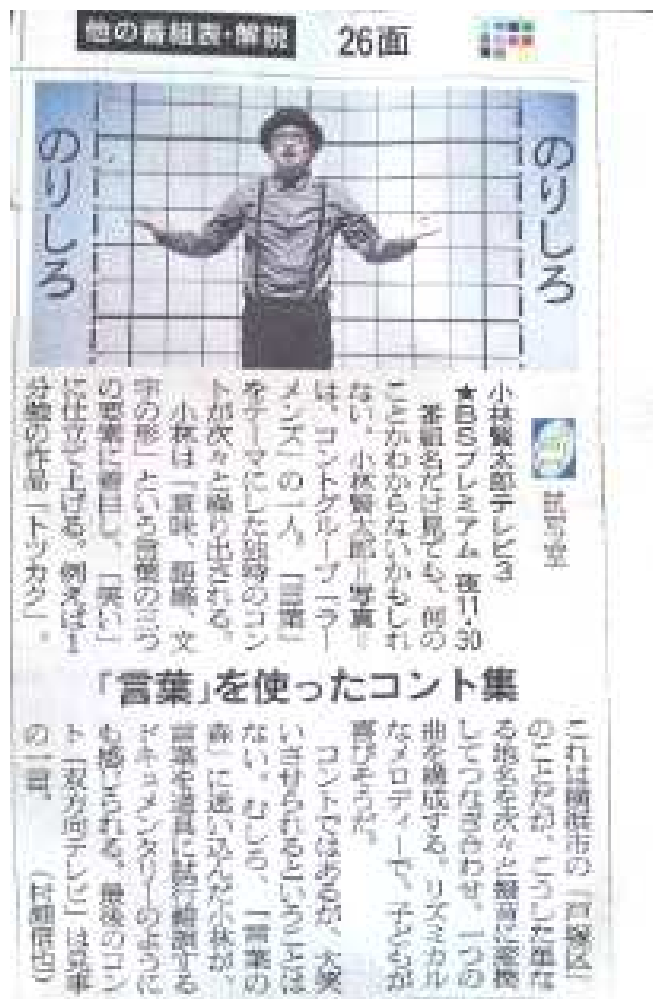 他の番組表・解説
26面
のりしろ
のりしろ
試写室
小林賢太郎テレビ3
★BSプレミアム 夜11・30
番組名だけ見ても、何の
ことかわからないかもしれ
ない。小林賢太郎＝写真＝
は、コントグループ「ラー
メンズ」の一人。「言葉」
をテーマにした独特のコン
トが次々と繰り出される。
小林は「意味、語感、文
字の形」という言葉の三つ
の要素に着目して、「笑い」
に仕立て上げる。例えば1
分強の作品「トツカク」。
「言葉」を使ったコント集
これは横浜市の「戸塚区」
のことだが、こうした単な
る地名を次々と擬音に変換
してつなぎ合わせ、一つの
曲を構成する。リズミカル
なメロディーで、子どもが
喜びそうだ。
コントではあるが、大笑
いさせられるということは
ない。むしろ、「言葉の
森」に迷い込んだ小林が、
言葉を道具に試行錯誤する
ドキュメンタリーのように
も感じられる。最後のコン
ト「双方向テレビ」は見事
の一言。